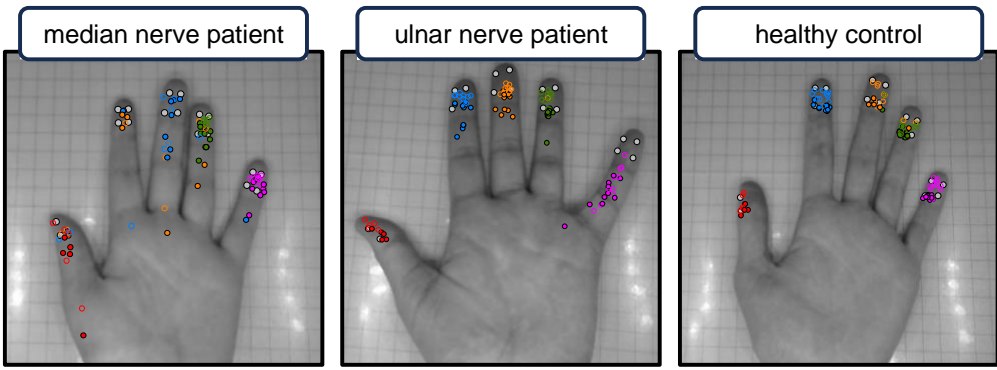 median nerve patient
ulnar nerve patient
healthy control